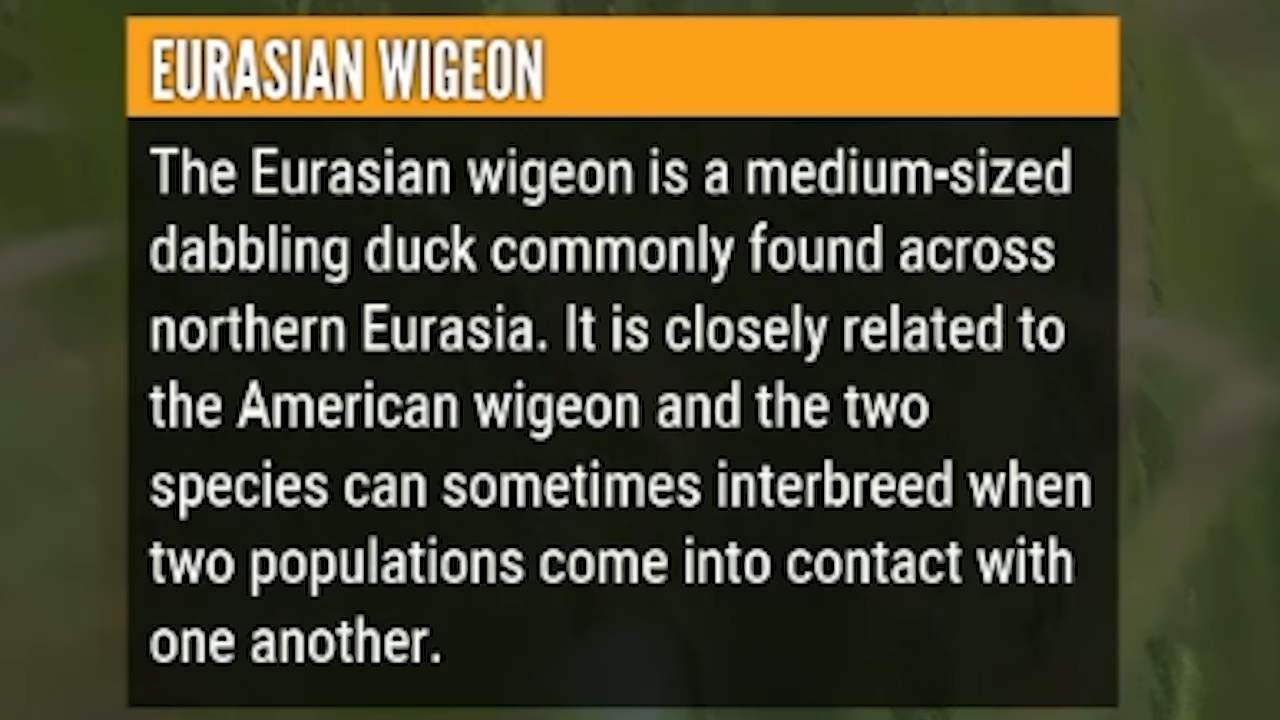 EURASIAN WIGEON
The Eurasian wigeon is a medium-sized
dabbling duck commonly found across
northern Eurasia. It is closely related to
the American wigeon and the two
species can sometimes interbreed when
two populations come into contact with
one another.